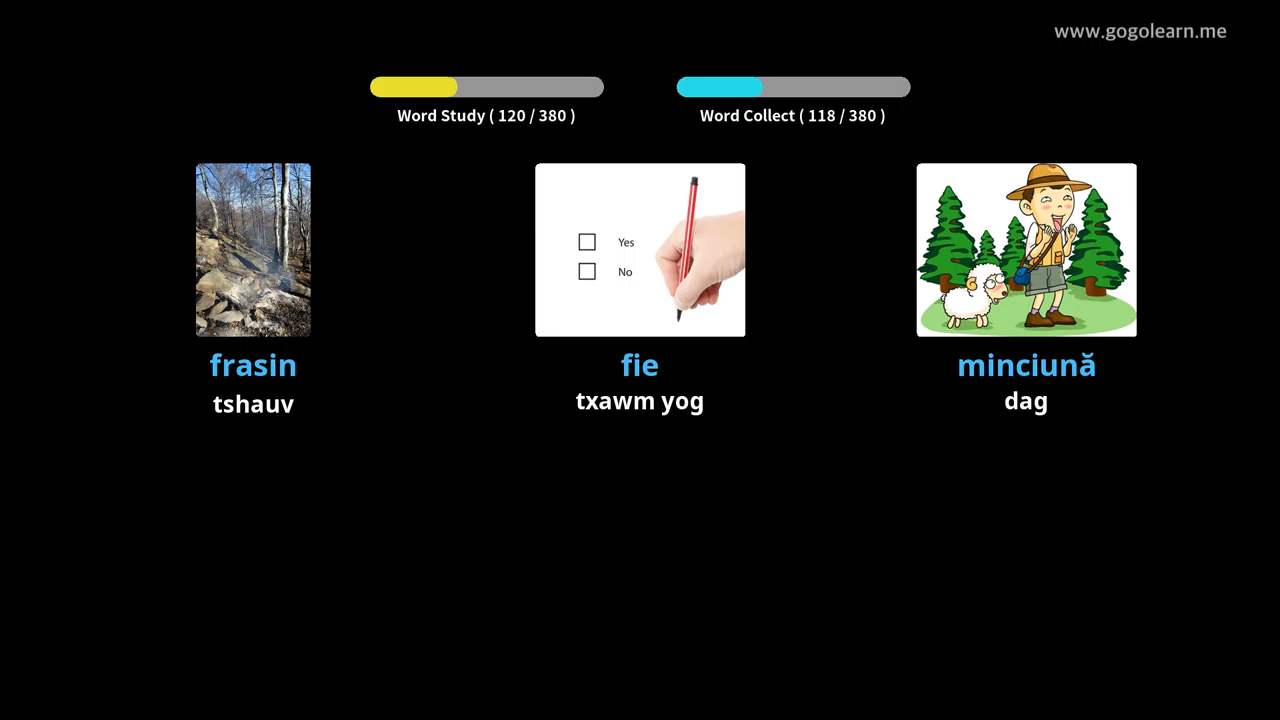 www.gogolearn.me
Word Study ( 120 / 380 )
Word Collect ( 118 / 380 )
Yes
No
frasin
fie
minciună
tshauv
txawm yog
dag